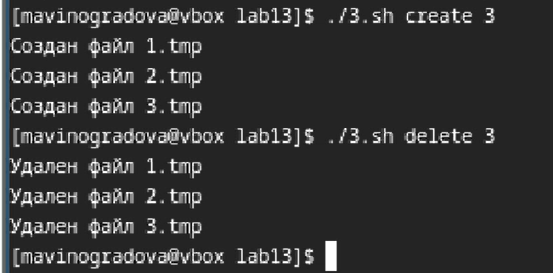 [mavinogradova@vbox lab13]$ ./3.sh create 3
Создан файл 1.tmp
Создан файл 2.tmp
Создан файл 3.tmp
[mavinogradova@vbox lab13]$ ./3.sh delete 3
Удален файл 1.tmp
Удален файл 2.tmp
Удален файл 3.tmp
[mavinogradova@vbox lab13]$